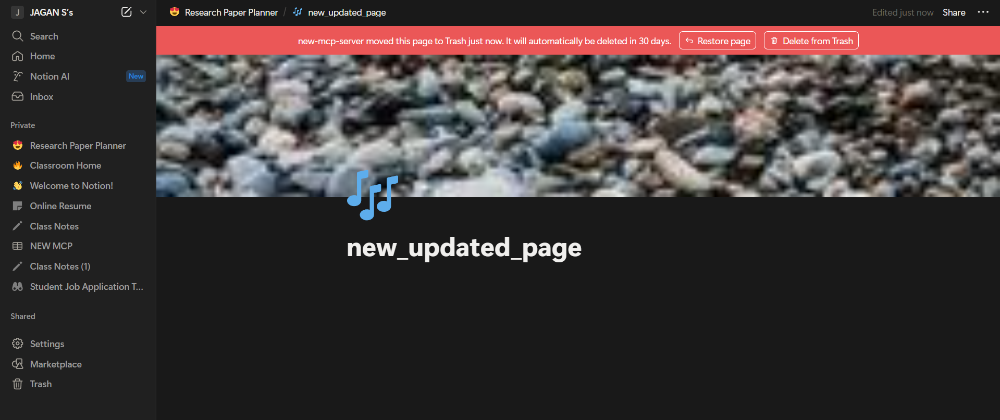 J JAGAN S's
Search
Home
Notion AI New
Inbox
Private
Research Paper Planner
Classroom Home
Welcome to Notion!
Online Resume
Class Notes
NEW MCP
Class Notes (1)
Student Job Application T...
Shared
Settings
Marketplace
Trash
Research Paper Planner / new_updated_page
Edited just now Share
new-mcp-server moved this page to Trash just now. It will automatically be deleted in 30 days. Restore page Delete from Trash
new_updated_page